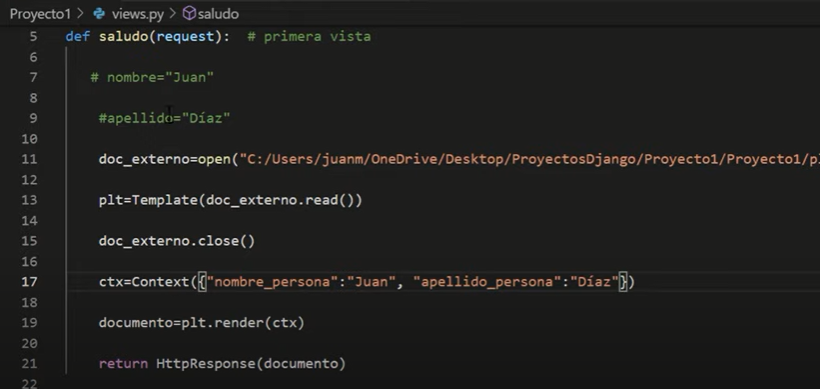 Proyecto1 > views.py > saludo
5 def saludo(request):  # primera vista
6
7 # nombre="Juan"
8
9 #apellido="Díaz"
10
11 doc_externo=open("C:/Users/juanm/OneDrive/Desktop/ProyectosDjango/Proyecto1/Proyecto1/pl
12
13 plt=Template(doc_externo.read())
14
15 doc_externo.close()
16
17 ctx=Context({"nombre_persona":"Juan", "apellido_persona":"Díaz"})
18
19 documento=plt.render(ctx)
20
21 return HttpResponse(documento)
22